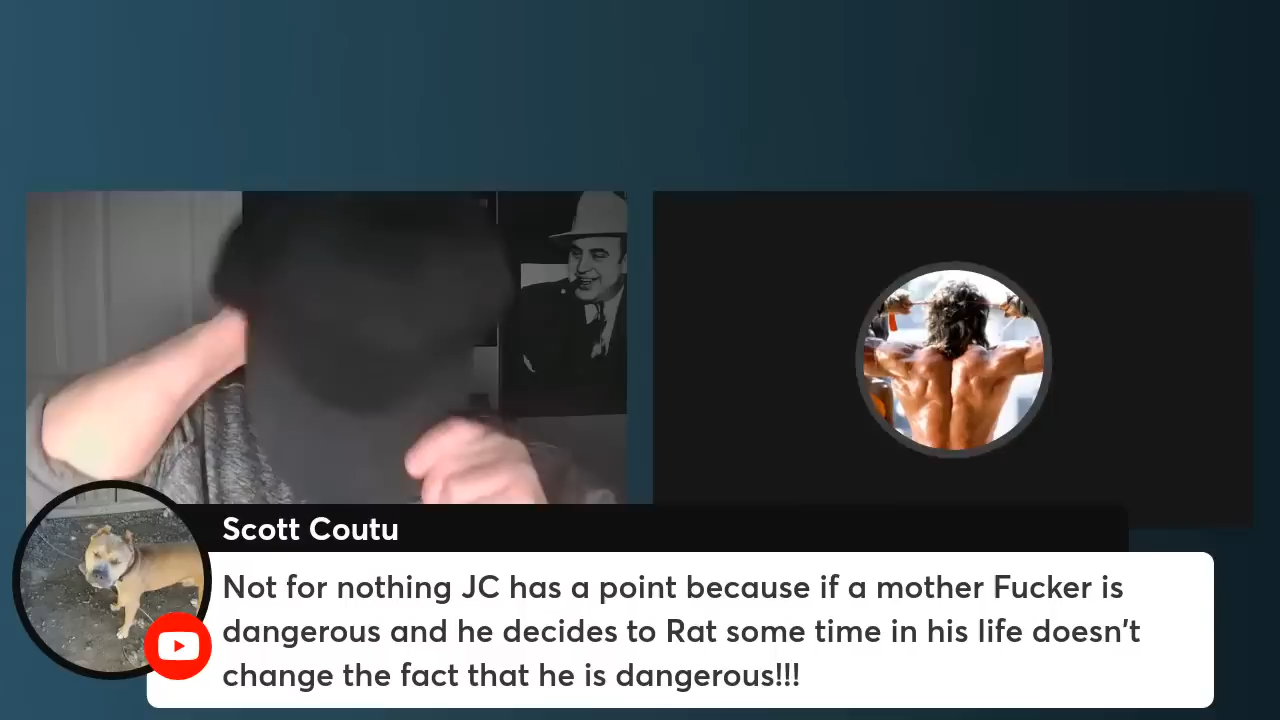 Scott Coutu
Not for nothing JC has a point because if a mother Fucker is
dangerous and he decides to Rat some time in his life doesn't
change the fact that he is dangerous!!!